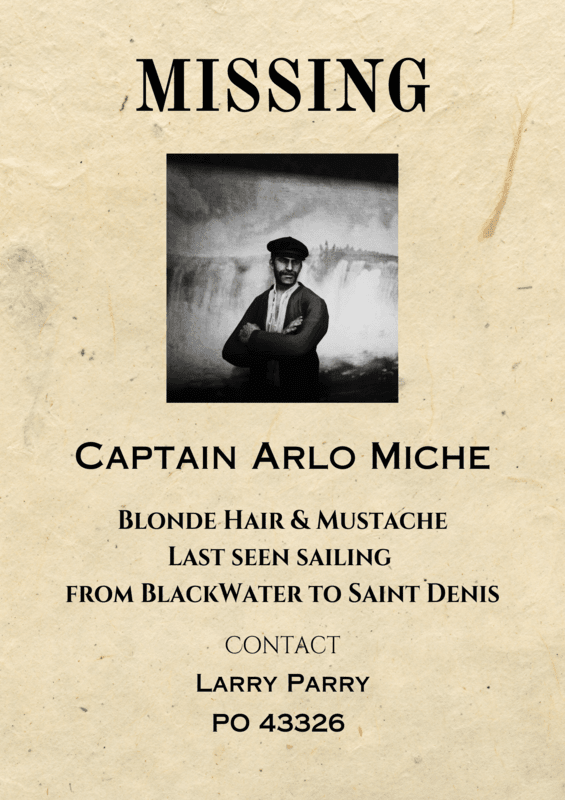 MISSING
CAPTAIN ARLO MICHE
BLONDE HAIR & MUSTACHE
LAST SEEN SAILING
FROM BLACKWATER TO SAINT DENIS
CONTACT
LARRY PARRY
PO 43326